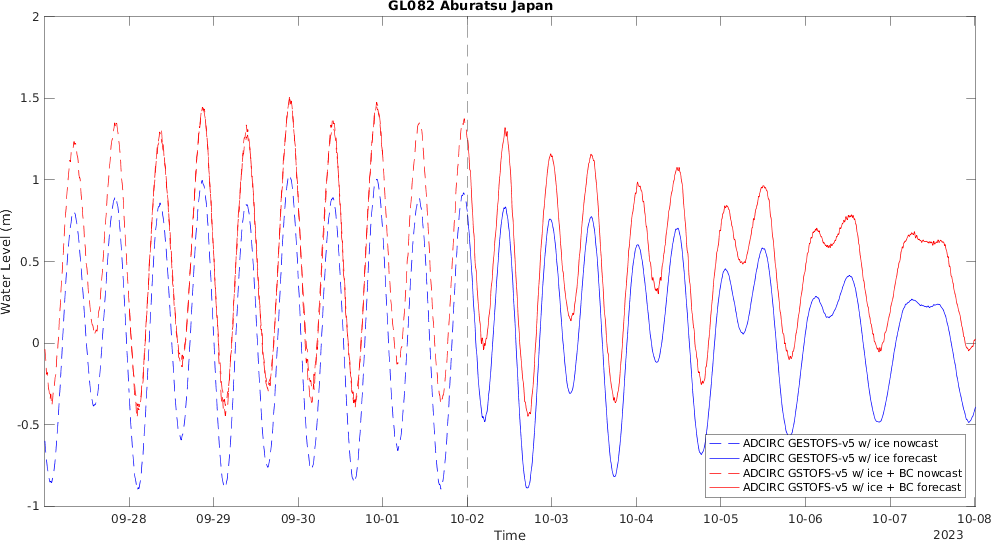 GL082 Aburatsu Japan
2
1.5
1
0.5
0
-0.5
-1
Water Level (m)
ADCIRC GESTOFS-v5 w/ ice nowcast
ADCIRC GESTOFS-v5 w/ ice forecast
ADCIRC GSTOFS-v5 w/ ice + BC nowcast
ADCIRC GSTOFS-v5 w/ ice + BC forecast
09-28 09-29 09-30 10-01 10-02 10-03 10-04 10-05 10-06 10-07 10-08
Time
2023